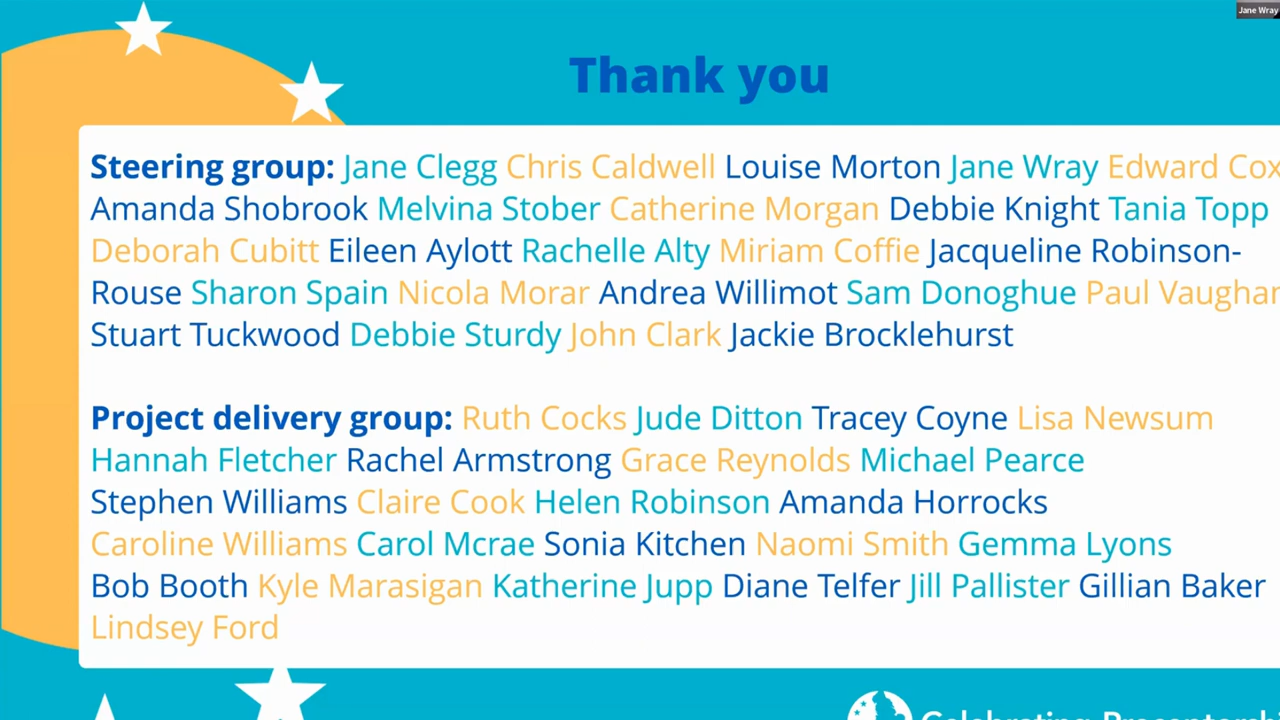 Jane Wray
Thank you
Steering group: Jane Clegg Chris Caldwell Louise Morton Jane Wray Edward Cox
Amanda Shobrook Melvina Stober Catherine Morgan Debbie Knight Tania Topp
Deborah Cubitt Eileen Aylott Rachelle Alty Miriam Coffie Jacqueline Robinson-
Rouse Sharon Spain Nicola Morar Andrea Willimot Sam Donoghue Paul Vaughan
Stuart Tuckwood Debbie Sturdy John Clark Jackie Brocklehurst
Project delivery group: Ruth Cocks Jude Ditton Tracey Coyne Lisa Newsum
Hannah Fletcher Rachel Armstrong Grace Reynolds Michael Pearce
Stephen Williams Claire Cook Helen Robinson Amanda Horrocks
Caroline Williams Carol Mcrae Sonia Kitchen Naomi Smith Gemma Lyons
Bob Booth Kyle Marasigan Katherine Jupp Diane Telfer Jill Pallister Gillian Baker
Lindsey Ford
Celebrating